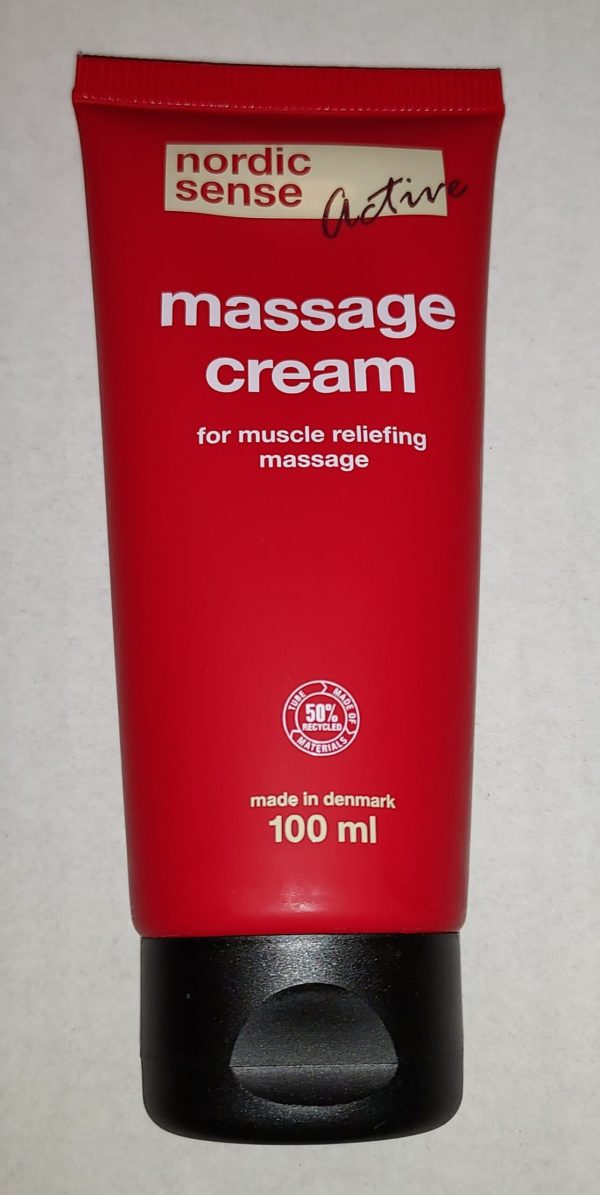 nordic
sense
Active
massage
cream
for muscle reliefing
massage
TUBE MADE OF
50%
RECYCLED
MATERIALS
made in denmark
100 ml